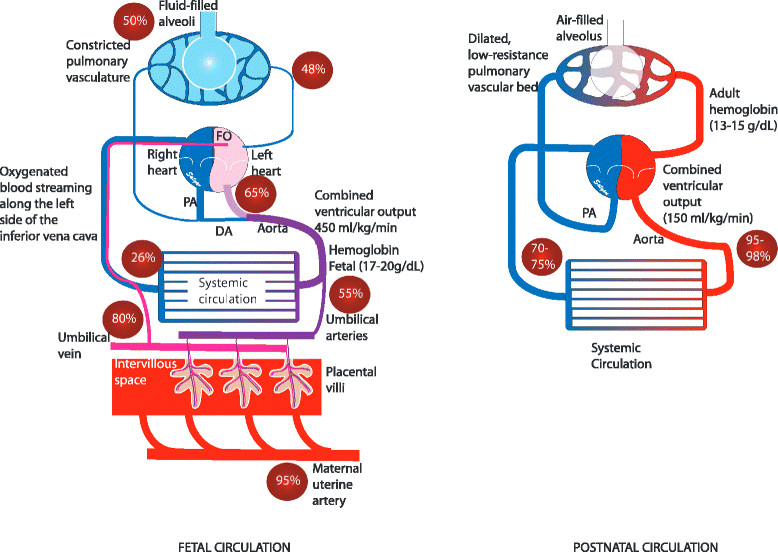 Fluid-filled
alveoli
50%
Constricted
pulmonary
vasculature
48%
FO
Right
heart
Left
heart
Oxygenated
blood streaming
along the left
side of the
inferior vena cava
65%
PA
DA
Aorta
Combined
ventricular output
450 ml/kg/min
Hemoglobin
Fetal (17-20g/dL)
26%
Systemic
circulation
55%
80%
Umbilical
arteries
Umbilical
vein
Intervillous
space
Placental
villi
95%
Maternal
uterine
artery
FETAL CIRCULATION
Air-filled
alveolus
Dilated,
low-resistance
pulmonary
vascular bed
Adult
hemoglobin
(13-15 g/dL)
Combined
ventricular
output
(150 ml/kg/min)
PA
Aorta
70-
75%
95-
98%
Systemic
Circulation
POSTNATAL CIRCULATION